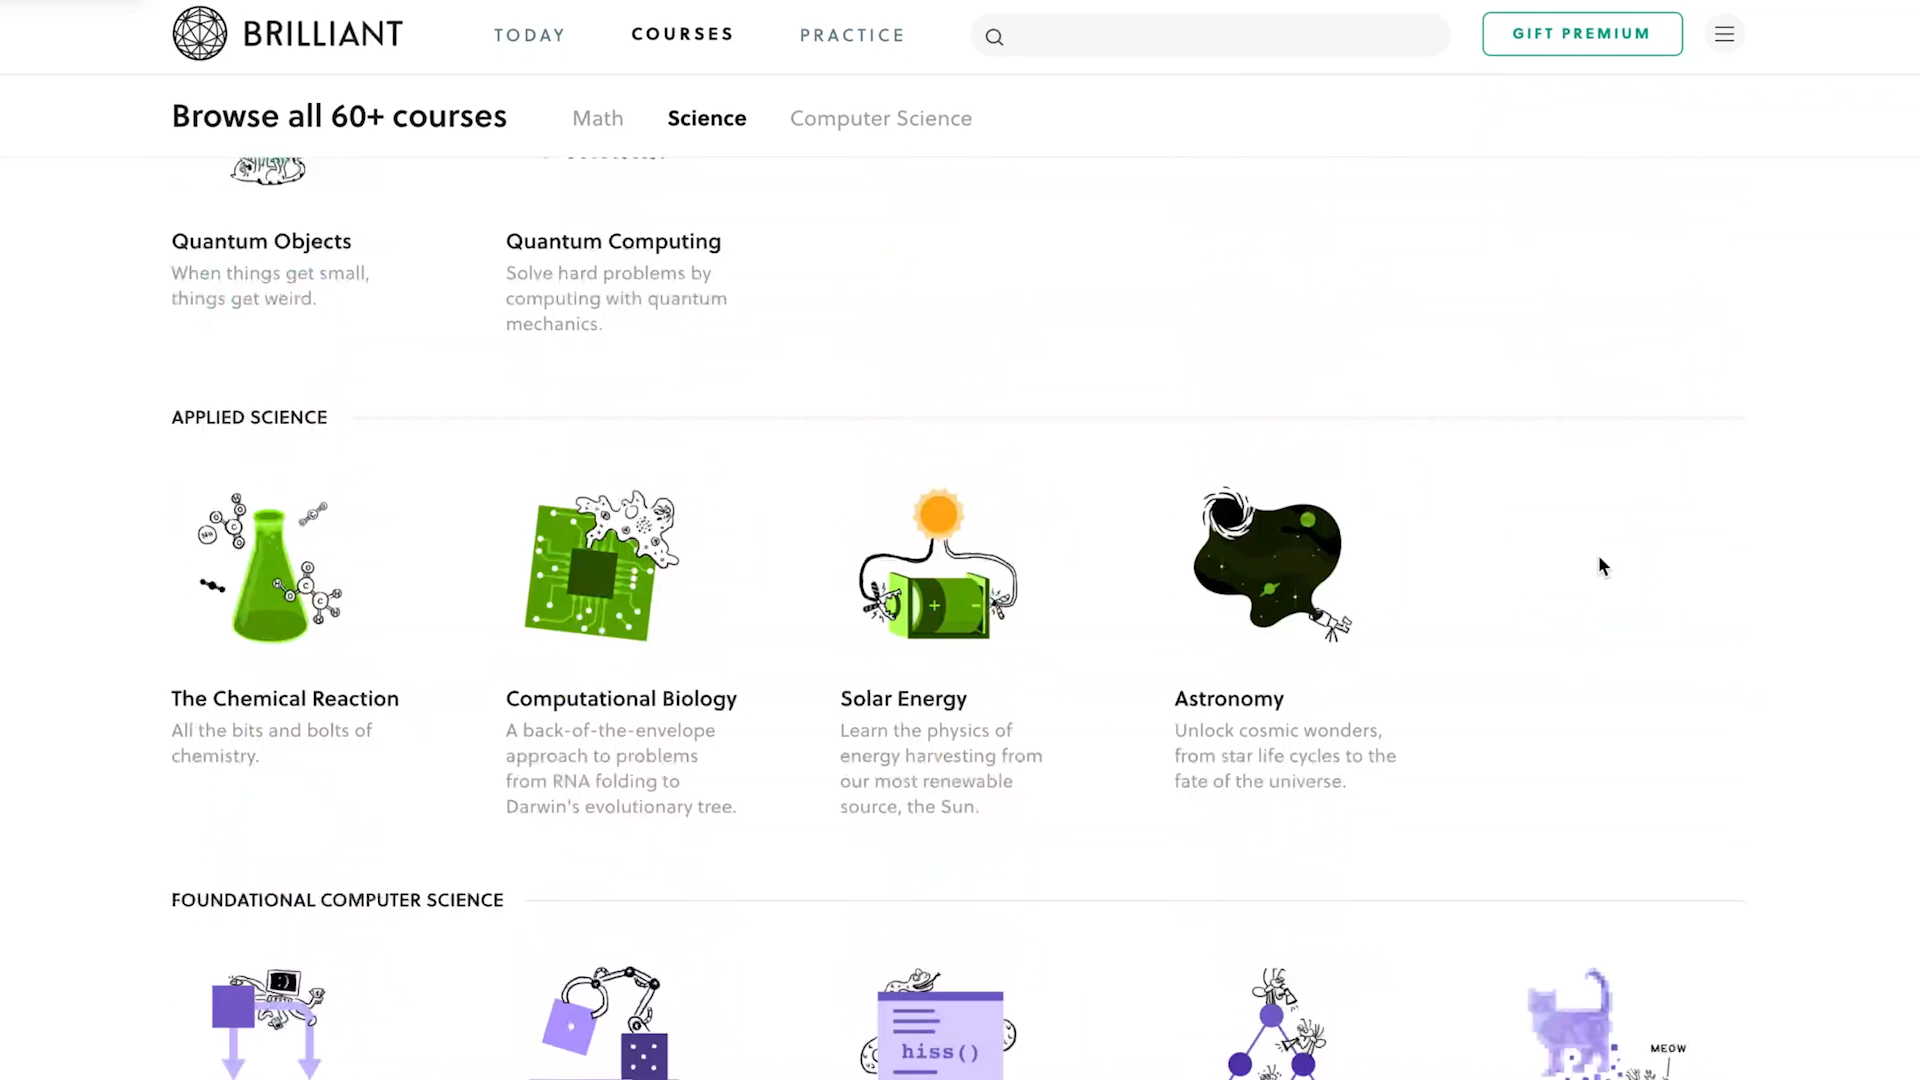 BRILLIANT
TODAY
COURSES
PRACTICE
GIFT PREMIUM
Browse all 60+ courses
Math
Science
Computer Science
Quantum Objects
When things get small,
things get weird.
Quantum Computing
Solve hard problems by
computing with quantum
mechanics.
APPLIED SCIENCE
The Chemical Reaction
All the bits and bolts of
chemistry.
Computational Biology
A back-of-the-envelope
approach to problems
from RNA folding to
Darwin's evolutionary tree.
Solar Energy
Learn the physics of
energy harvesting from
our most renewable
source, the Sun.
Astronomy
Unlock cosmic wonders,
from star life cycles to the
fate of the universe.
FOUNDATIONAL COMPUTER SCIENCE
hiss()
MEOW